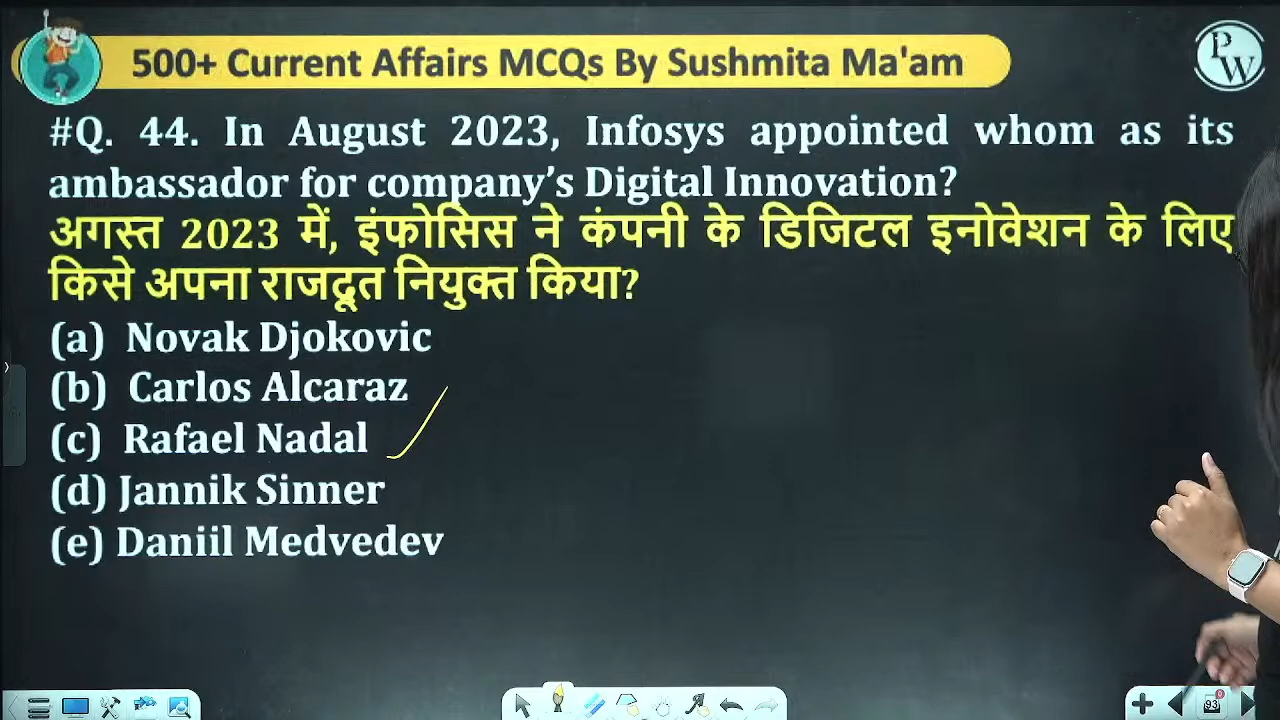 500+ Current Affairs MCQs By Sushmita Ma'am
PW
#Q. 44. In August 2023, Infosys appointed whom as its
ambassador for company’s Digital Innovation?
अगस्त 2023 में, इंफोसिस ने कंपनी के डिजिटल इनोवेशन के लिए
किसे अपना राजदूत नियुक्त किया?
(a) Novak Djokovic
(b) Carlos Alcaraz
(c) Rafael Nadal
(d) Jannik Sinner
(e) Daniil Medvedev
93